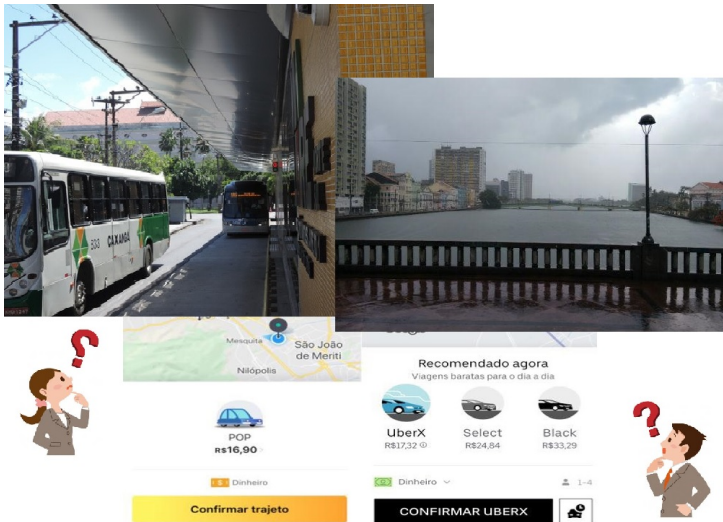 533 CAXANGÁ
Mesquita
São João
de Meriti
Nilópolis
POP
R$16,90
Dinheiro
Confirmar trajeto
Recomendado agora
Viagens baratas para o dia a dia
UberX
Select
Black
R$17,32
R$24,84
R$33,29
Dinheiro
1-4
CONFIRMAR UBERX
?
?